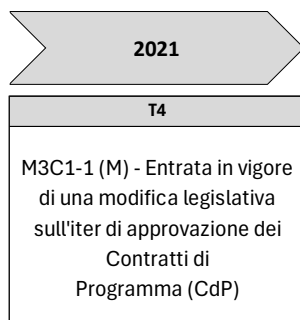 2021
T4
M3C1-1 (M) - Entrata in vigore
di una modifica legislativa
sull'iter di approvazione dei
Contratti di
Programma (CdP)